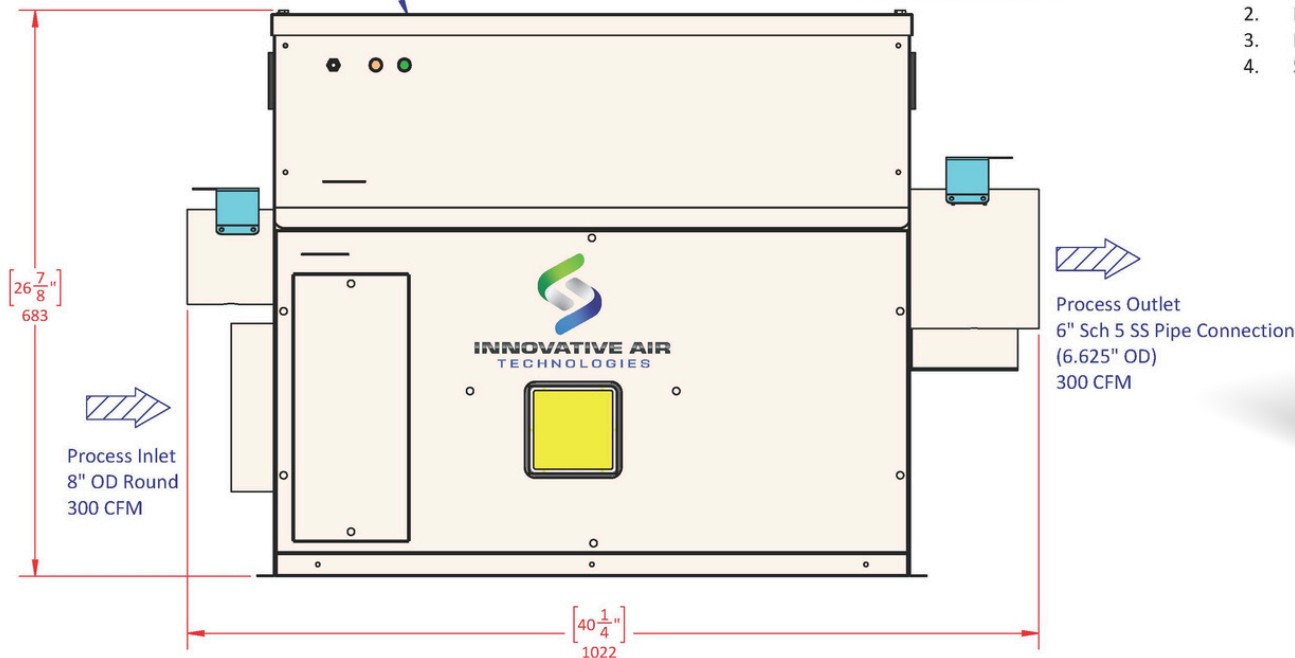 2.
3.
4.
[26 7/8"]
683
INNOVATIVE AIR
TECHNOLOGIES
Process Inlet
8" OD Round
300 CFM
Process Outlet
6" Sch 5 SS Pipe Connection
(6.625" OD)
300 CFM
[40 1/4"]
1022